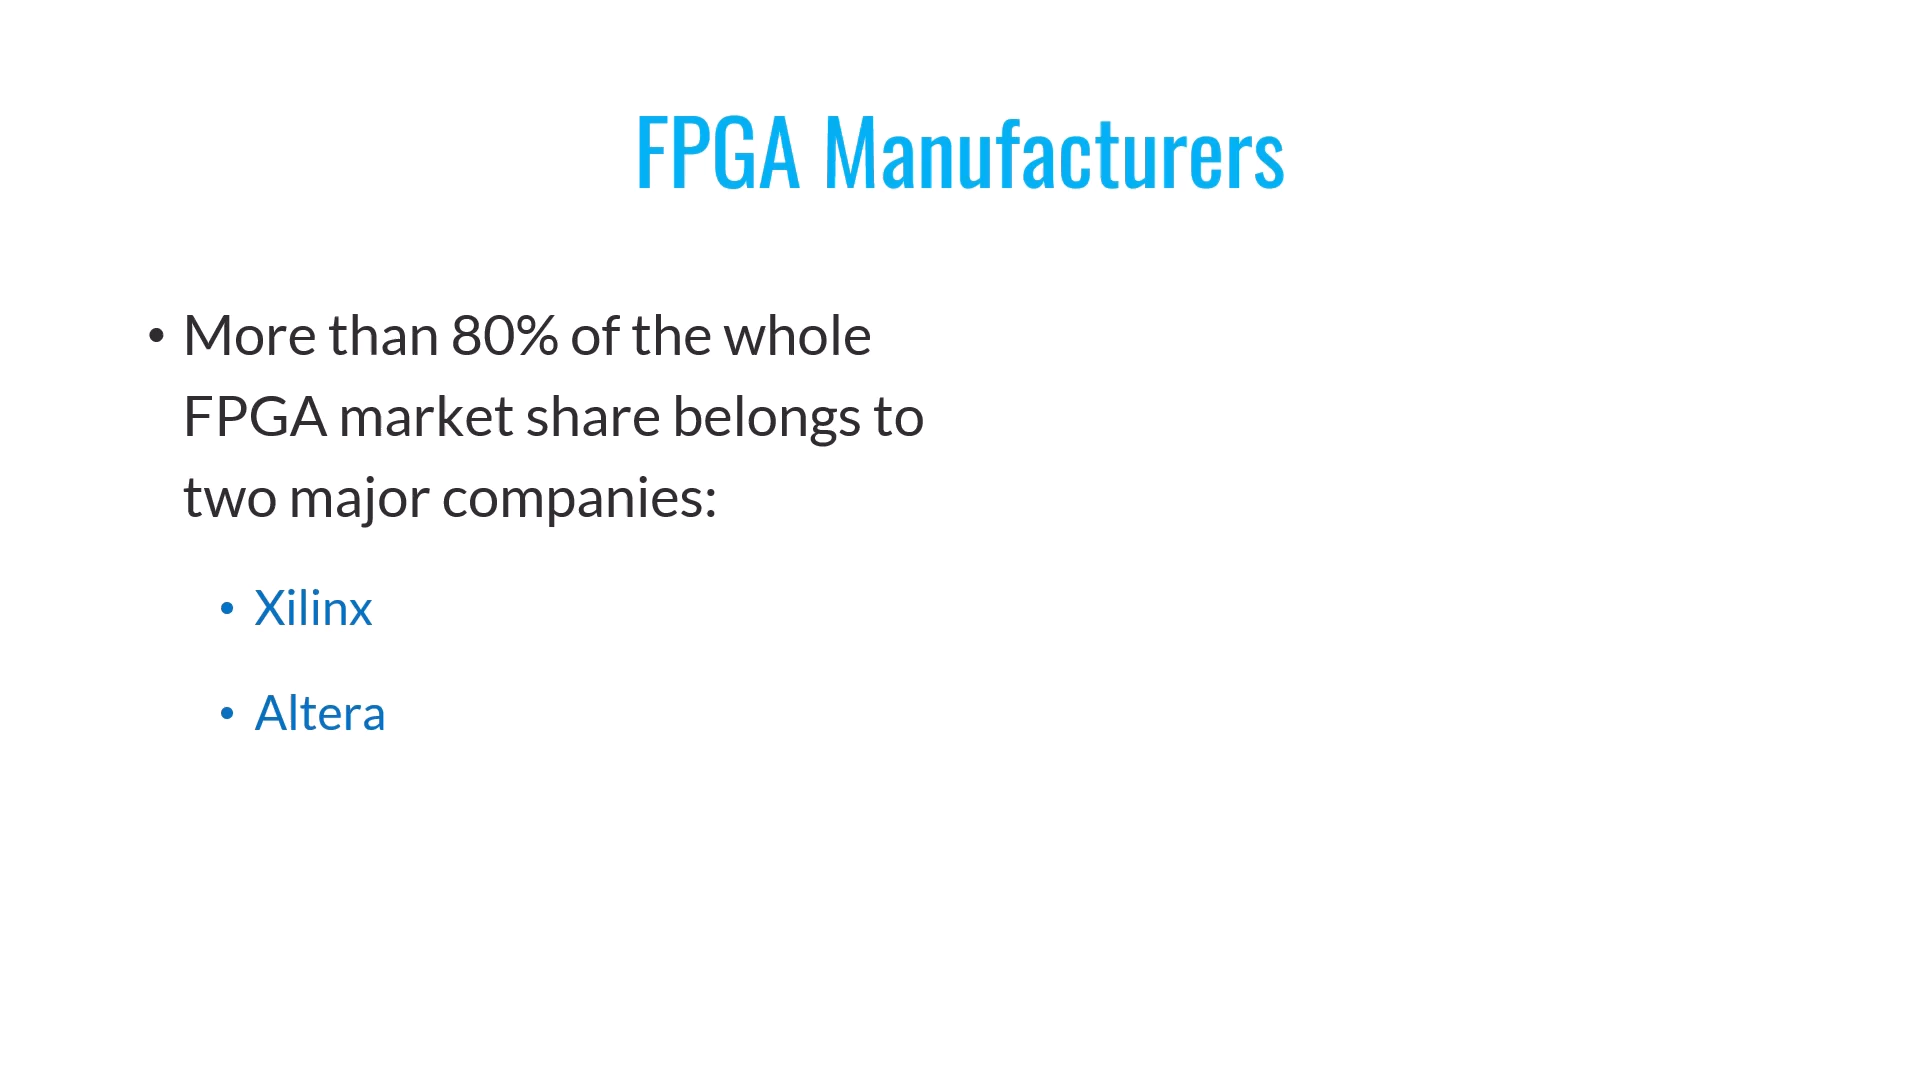 FPGA Manufacturers
• More than 80% of the whole
FPGA market share belongs to
two major companies:
• Xilinx
• Altera